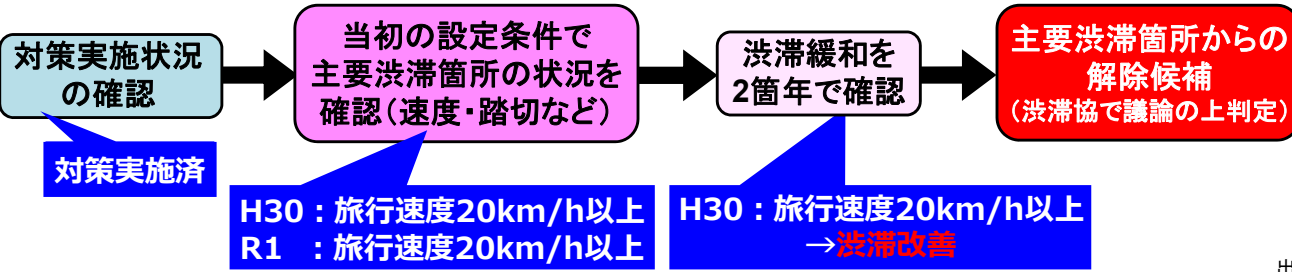 対策実施状況
の確認
当初の設定条件で
主要渋滞箇所の状況を
確認(速度・踏切など)
渋滞緩和を
2箇年で確認
主要渋滞箇所からの
解除候補
(渋滞協で議論の上判定)
対策実施済
H30：旅行速度20km/h以上
R1　：旅行速度20km/h以上
H30：旅行速度20km/h以上
→渋滞改善